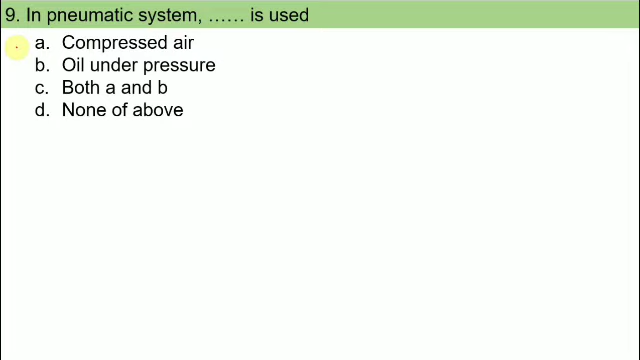 9. In pneumatic system, …… is used
a. Compressed air
b. Oil under pressure
c. Both a and b
d. None of above